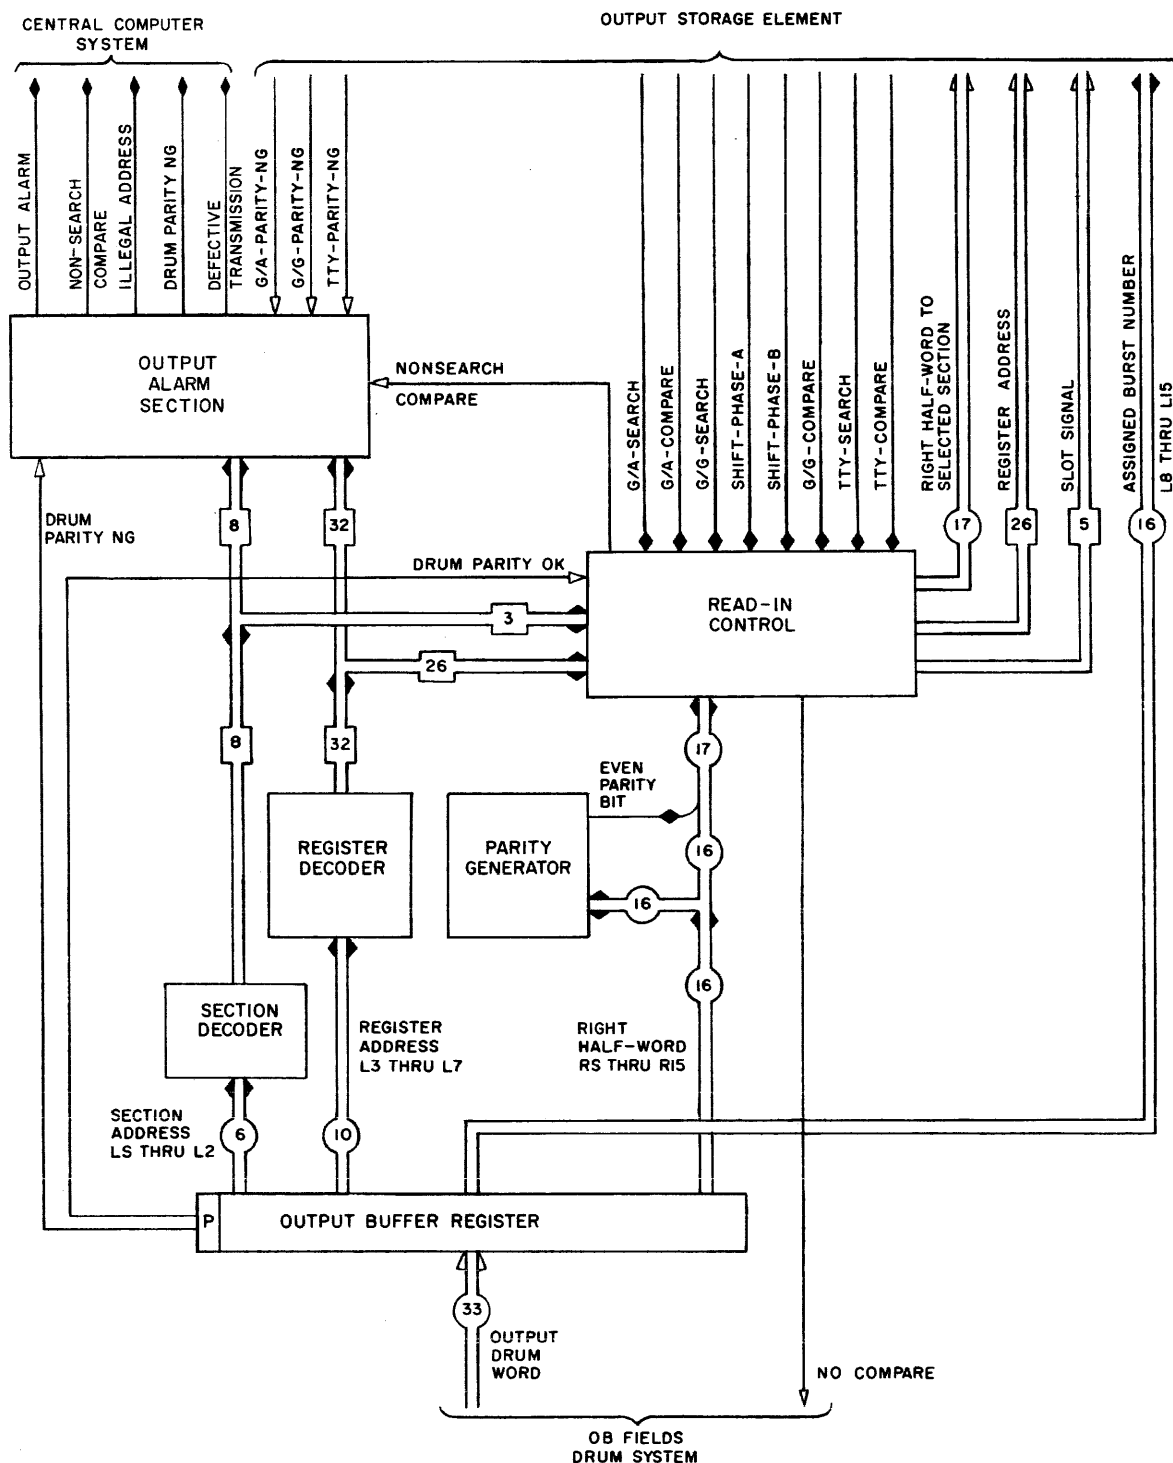 CENTRAL COMPUTER
SYSTEM
OUTPUT STORAGE ELEMENT
OUTPUT ALARM
NON-SEARCH
COMPARE
ILLEGAL ADDRESS
DRUM PARITY NG
DEFECTIVE
TRANSMISSION
G/A-PARITY-NG
G/G-PARITY-NG
TTY-PARITY-NG
G/A-SEARCH
G/A-COMPARE
G/G-SEARCH
SHIFT-PHASE-A
SHIFT-PHASE-B
G/G-COMPARE
TTY-SEARCH
TTY-COMPARE
RIGHT HALF-WORD TO
SELECTED SECTION
REGISTER ADDRESS
SLOT SIGNAL
ASSIGNED BURST NUMBER
L8 THRU L15
OUTPUT
ALARM
SECTION
NONSEARCH
COMPARE
DRUM
PARITY NG
8
32
17
26
5
16
DRUM PARITY OK
READ-IN
CONTROL
3
26
8
32
17
EVEN
PARITY
BIT
REGISTER
DECODER
PARITY
GENERATOR
16
16
16
SECTION
DECODER
REGISTER
ADDRESS
L3 THRU L7
RIGHT
HALF-WORD
RS THRU R15
SECTION
ADDRESS
LS THRU L2
6
10
P
OUTPUT BUFFER REGISTER
33
OUTPUT
DRUM
WORD
NO COMPARE
OB FIELDS
DRUM SYSTEM